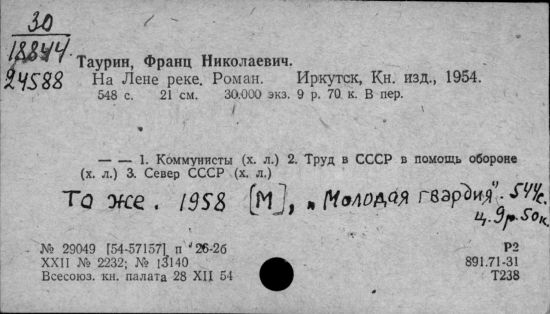 30
18844
24588
Таурин, Франц Николаевич.
На Лене реке. Роман. Иркутск, Кн. изд., 1954.
548 с. 21 см. 30.000 экз. 9 р. 70 к. В пер.
— — 1. Коммунисты (х. л.) 2. Труд в СССР в помощь обороне
(х. л.) 3. Север СССР (х. л.)
То же. 1958 [М], „Молодая гвардия". 544с.
ц. 9р. 50к.
№ 29049 [54-57157] п 26-26 Р2
XXII № 2232; № 13140 891.71-31
Всесоюз. кн. палата 28 XII 54 Т238